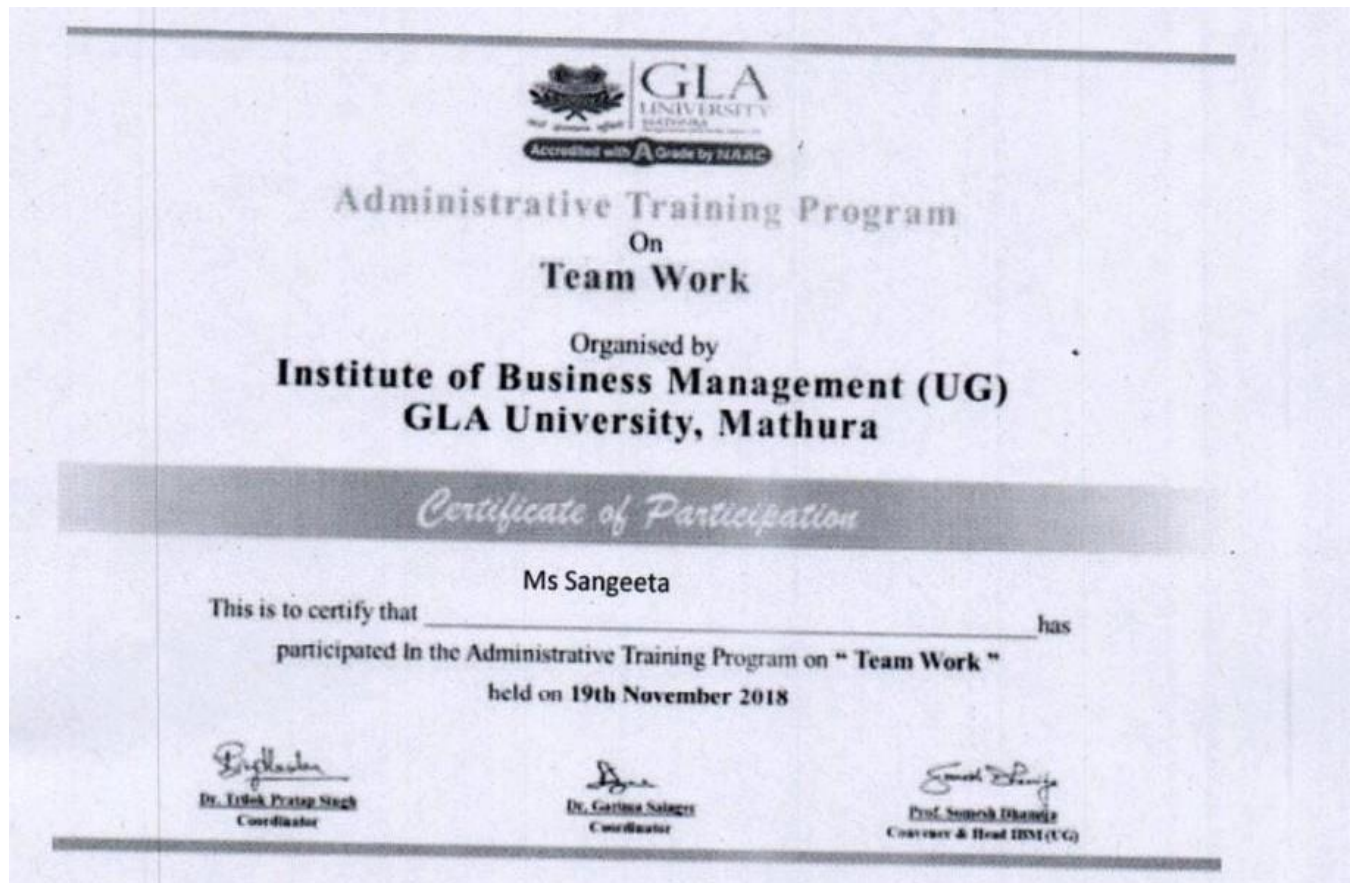 GLA
UNIVERSITY
MATHURA
Accredited with A Grade by NAAC
Administrative Training Program
On
Team Work
Organised by
Institute of Business Management (UG)
GLA University, Mathura
Certificate of Participation
Ms Sangeeta
This is to certify that has
participated In the Administrative Training Program on “ Team Work ”
held on 19th November 2018
Dr. Trilok Pratap Singh
Coordinator
Dr. Garima
Coordinator
Prof. Somesh Dhamija
Convener & Head IBM (UG)